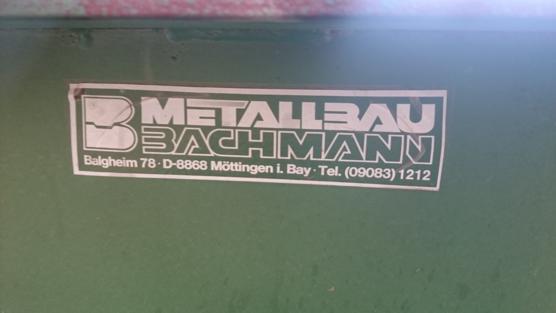 B METALLBAU
BACHMANN
Balgheim 78 · D-8868 Möttingen i. Bay · Tel. (09083) 1212